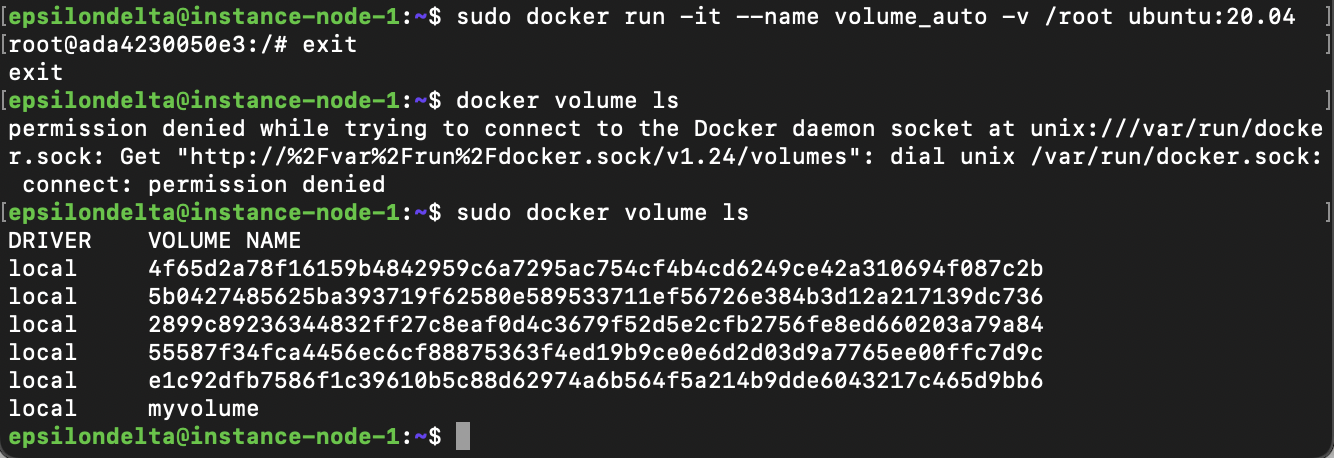 [epsilondelta@instance-node-1:~$ sudo docker run -it --name volume_auto -v /root ubuntu:20.04 ]
[root@ada4230050e3:/# exit ]
exit
[epsilondelta@instance-node-1:~$ docker volume ls ]
permission denied while trying to connect to the Docker daemon socket at unix:///var/run/docke
r.sock: Get "http://%2Fvar%2Frun%2Fdocker.sock/v1.24/volumes": dial unix /var/run/docker.sock:
 connect: permission denied
[epsilondelta@instance-node-1:~$ sudo docker volume ls ]
DRIVER    VOLUME NAME
local     4f65d2a78f16159b4842959c6a7295ac754cf4b4cd6249ce42a310694f087c2b
local     5b0427485625ba393719f62580e589533711ef56726e384b3d12a217139dc736
local     2899c89236344832ff27c8eaf0d4c3679f52d5e2cfb2756fe8ed660203a79a84
local     55587f34fca4456ec6cf88875363f4ed19b9ce0e6d2d03d9a7765ee00ffc7d9c
local     e1c92dfb7586f1c39610b5c88d62974a6b564f5a214b9dde6043217c465d9bb6
local     myvolume
epsilondelta@instance-node-1:~$